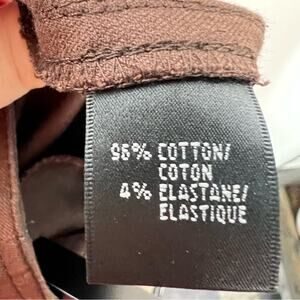 96% COTTON/
COTON
4% ELASTANE/
ELASTIQUE